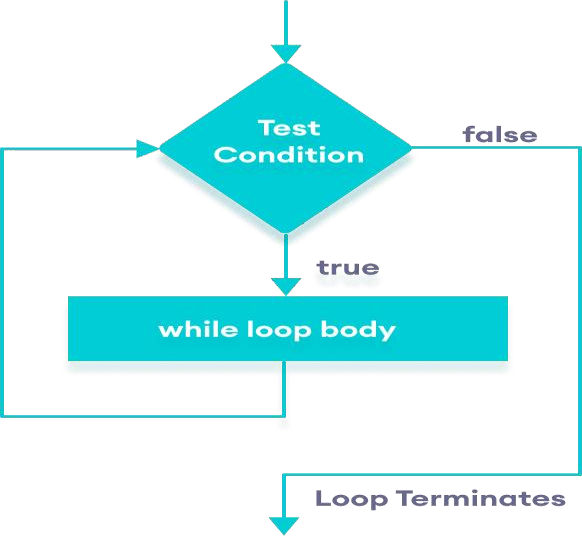 Test
Condition
false
true
while loop body
Loop Terminates